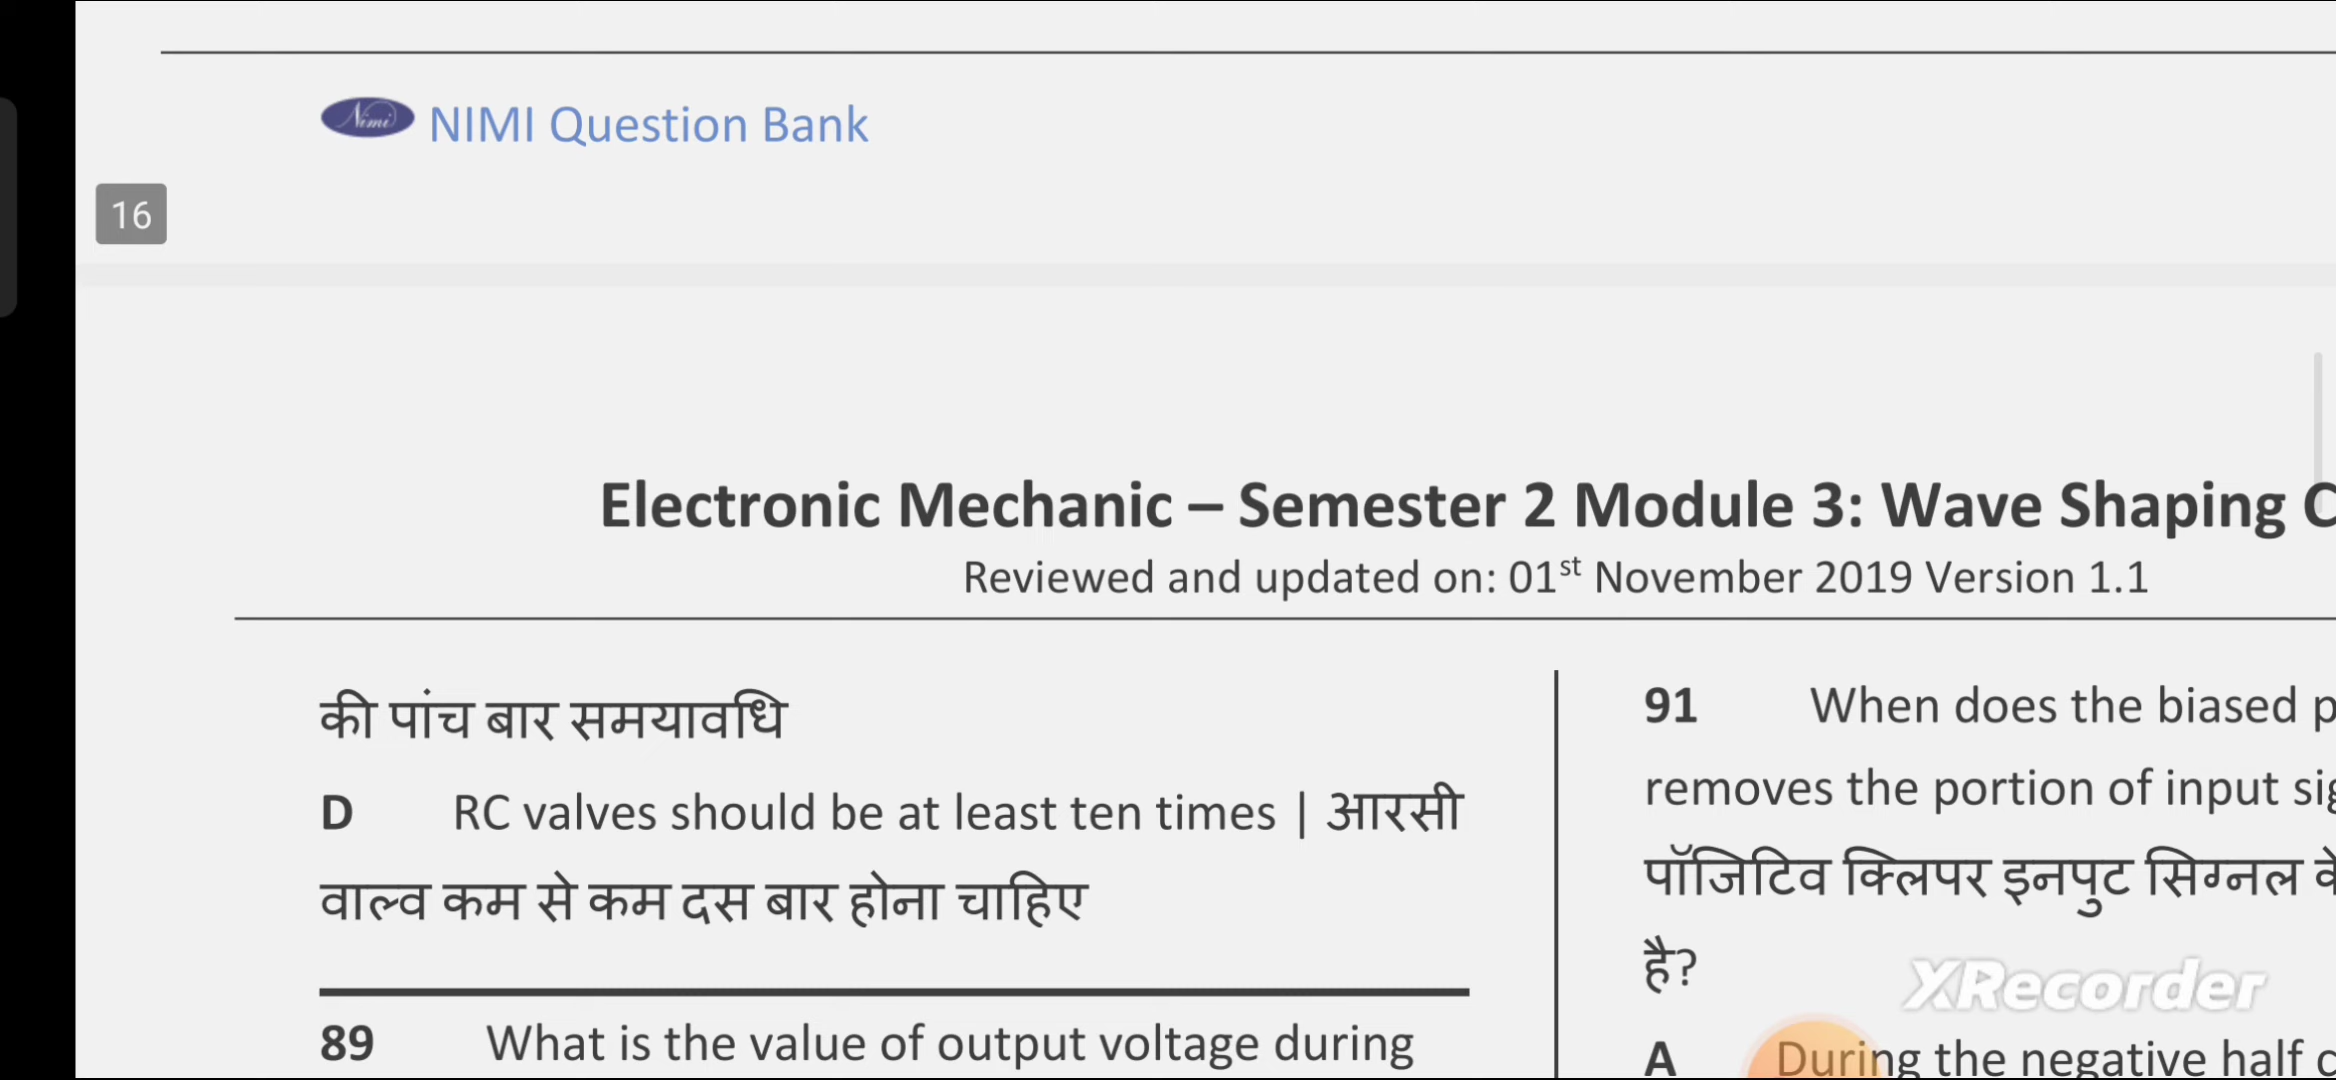 Nimi NIMI Question Bank
16
Electronic Mechanic – Semester 2 Module 3: Wave Shaping C
Reviewed and updated on: 01st November 2019 Version 1.1
की पांच बार समयावधि
D RC valves should be at least ten times | आरसी
वाल्व कम से कम दस बार होना चाहिए
89 What is the value of output voltage during
91 When does the biased p
removes the portion of input sig
पॉजिटिव क्लिपर इनपुट सिग्नल के
है?
XRecorder
A During the negative half c